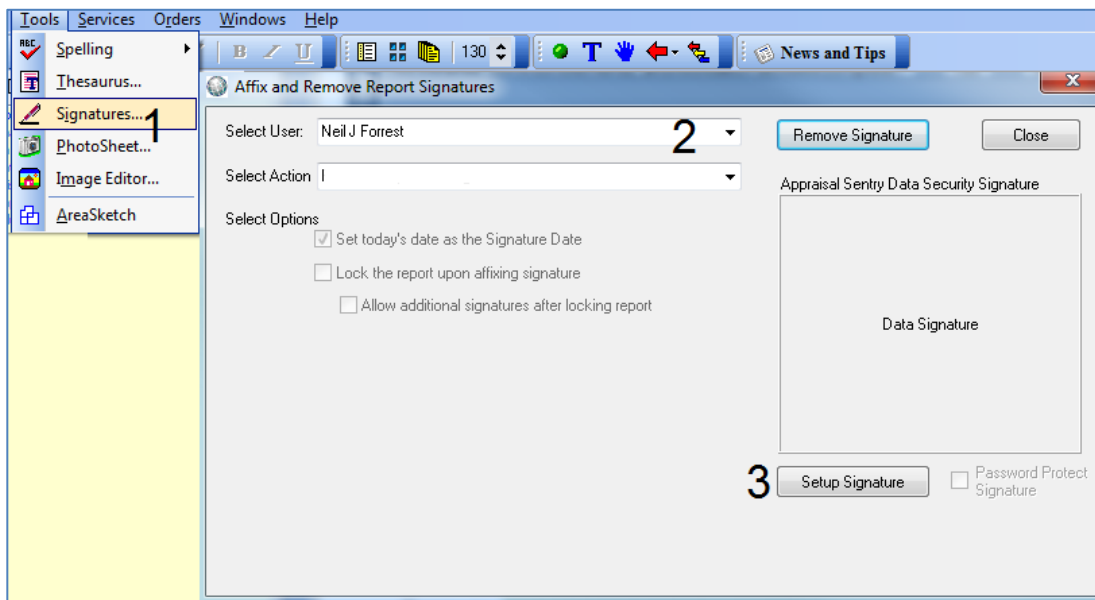 Tools Services Orders Windows Help
ABC Spelling
B I U 130 T News and Tips
Thesaurus...
Affix and Remove Report Signatures X
Signatures... 1
Select User: Neil J Forrest 2 Remove Signature Close
PhotoSheet...
Select Action I
Image Editor...
Appraisal Sentry Data Security Signature
AreaSketch
Select Options
Set today's date as the Signature Date
Lock the report upon affixing signature
Allow additional signatures after locking report
Data Signature
3 Setup Signature Password Protect
Signature